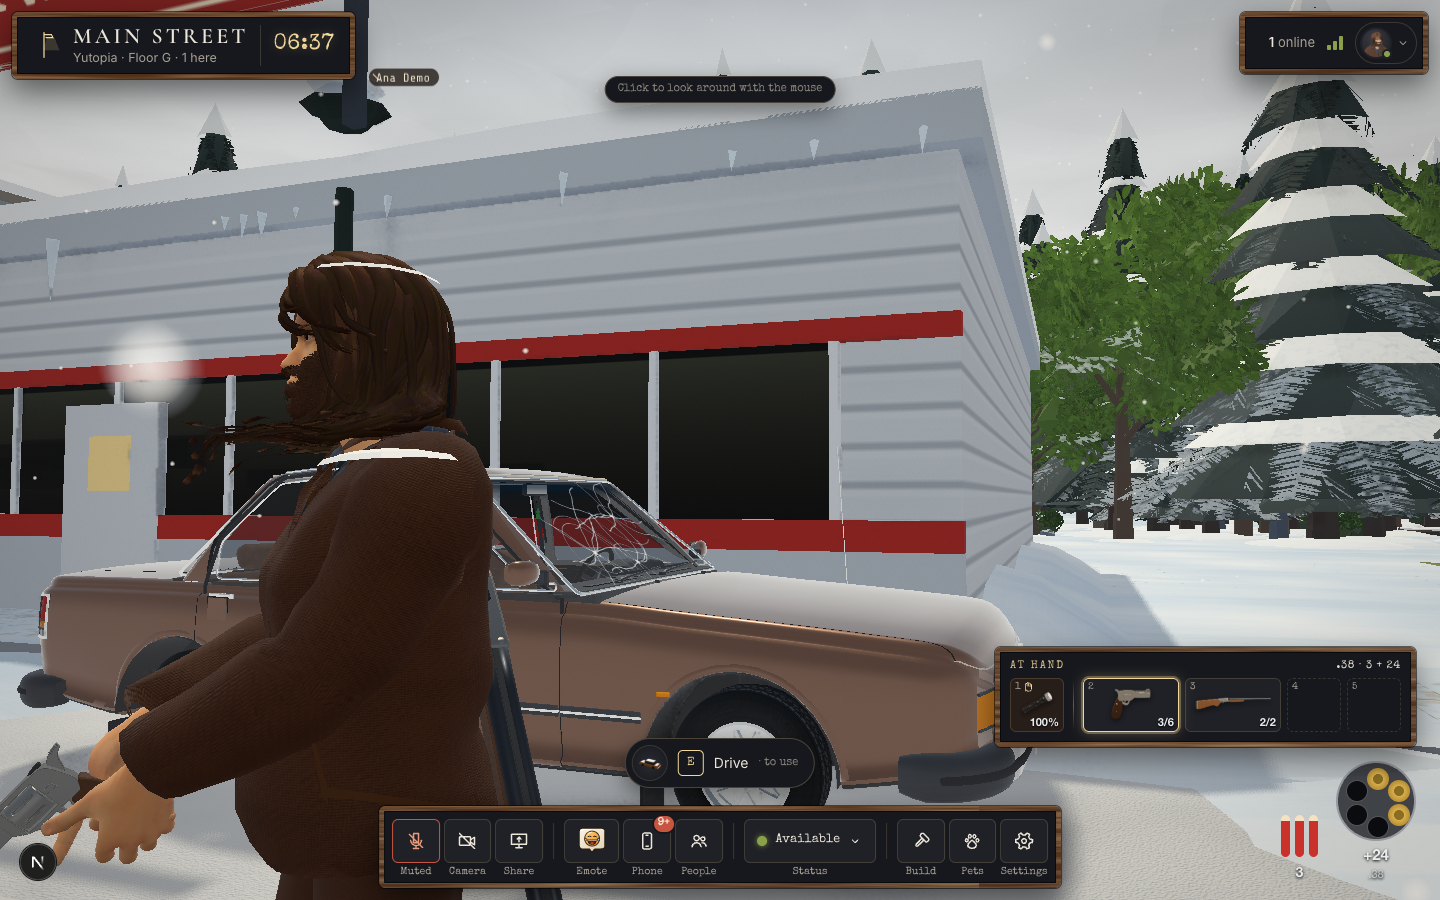 MAIN STREET
Yutopia · Floor G · 1 here
06:37
Ana Demo
Click to look around with the mouse
1 online
AT HAND
.38 · 3 + 24
1
100%
2
3/6
3
2/2
4
5
E
Drive
· to use
9+
Available
Muted
Camera
Share
Emote
Phone
People
Status
Build
Pets
Settings
N
3
+24
.38